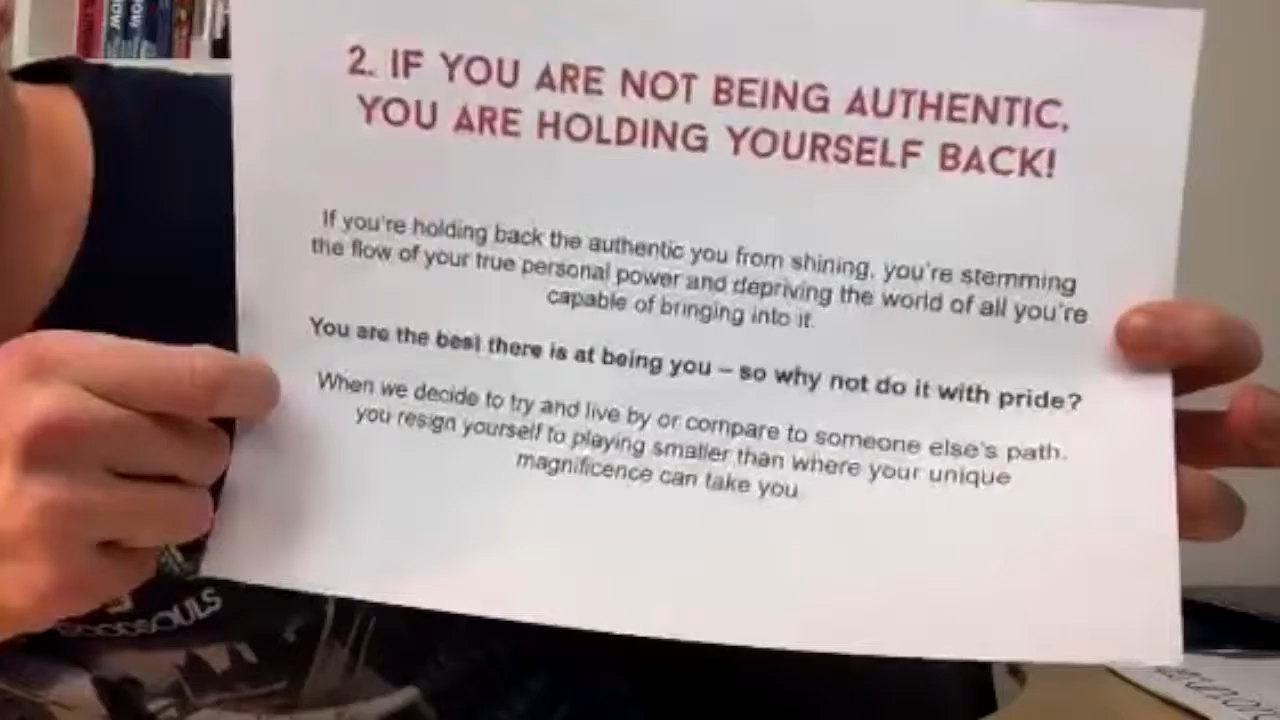 2. IF YOU ARE NOT BEING AUTHENTIC,
YOU ARE HOLDING YOURSELF BACK!
If you're holding back the authentic you from shining, you're stemming
the flow of your true personal power and depriving the world of all you're
capable of bringing into it.
You are the best there is at being you – so why not do it with pride?
When we decide to try and live by or compare to someone else's path,
you resign yourself to playing smaller than where your unique
magnificence can take you